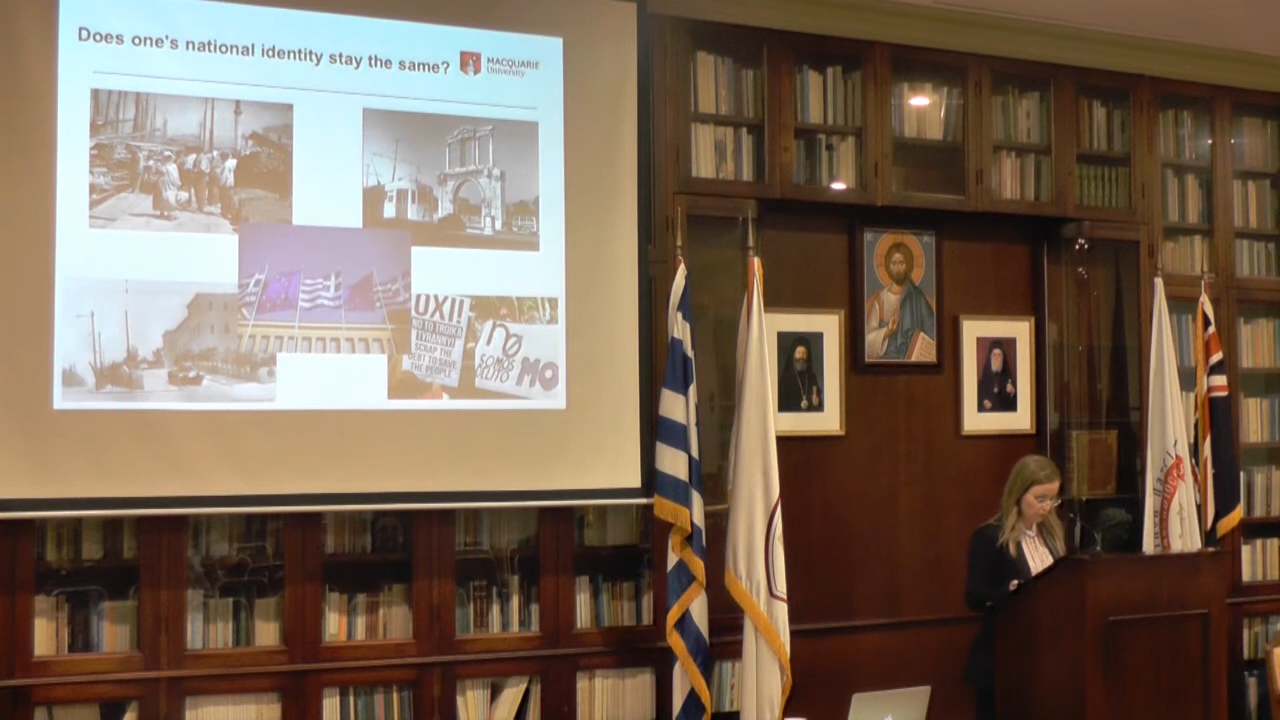 Does one's national identity stay the same?
MACQUARIE
University
OXI!!
NO TO TROIKA
TYRANNY!
SCRAP THE
DEBT TO SAVE
THE PEOPLE
no
SOMOS
MO